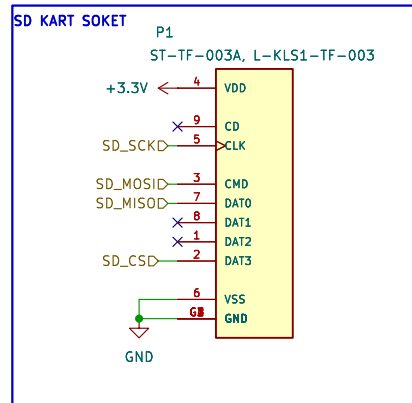 SD KART SOKET
P1
ST-TF-003A, L-KLS1-TF-003
+3.3V 4 VDD
9 CD
SD_SCK 5 CLK
SD_MOSI 3 CMD
SD_MISO 7 DAT0
8 DAT1
1 DAT2
SD_CS 2 DAT3
6 VSS
GND
GND